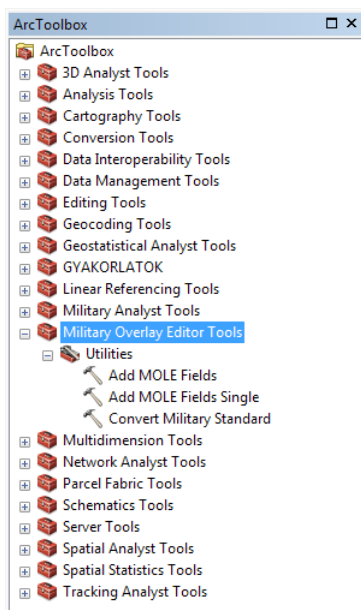 ArcToolbox
ArcToolbox
3D Analyst Tools
Analysis Tools
Cartography Tools
Conversion Tools
Data Interoperability Tools
Data Management Tools
Editing Tools
Geocoding Tools
Geostatistical Analyst Tools
GYAKORLATOK
Linear Referencing Tools
Military Analyst Tools
Military Overlay Editor Tools
Utilities
Add MOLE Fields
Add MOLE Fields Single
Convert Military Standard
Multidimension Tools
Network Analyst Tools
Parcel Fabric Tools
Schematics Tools
Server Tools
Spatial Analyst Tools
Spatial Statistics Tools
Tracking Analyst Tools